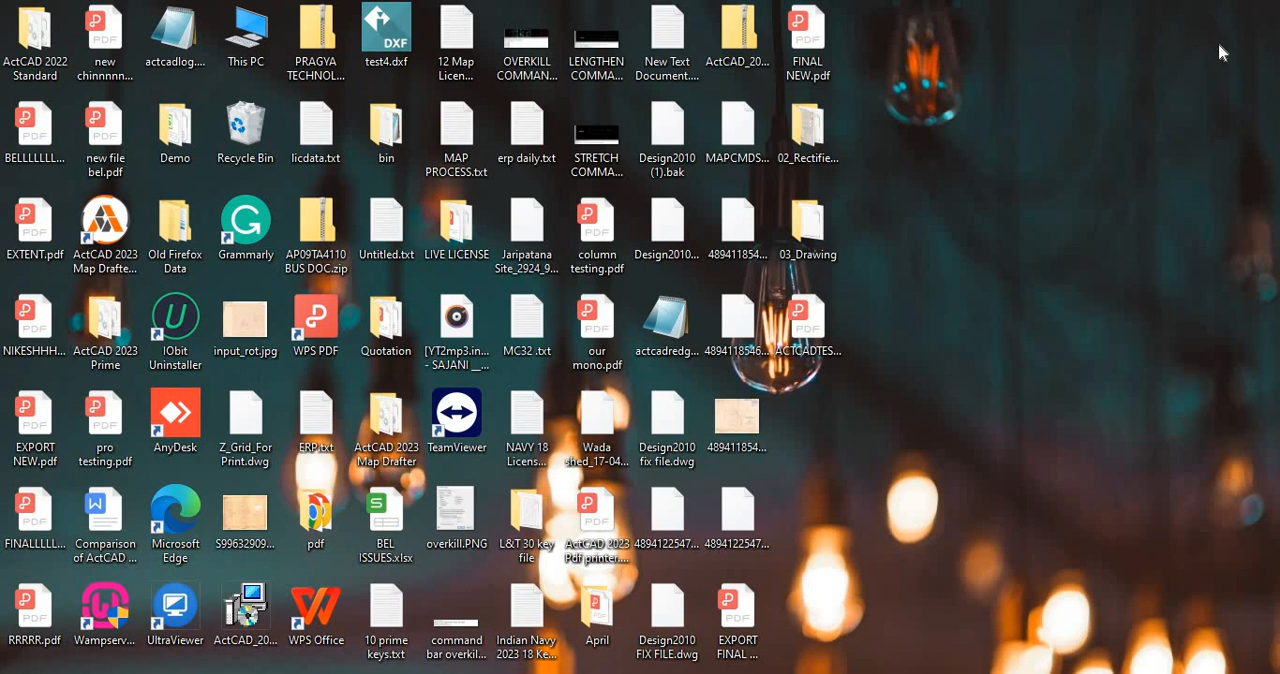 ActCAD 2022
Standard
new
chinnnnn...
actcadlog....
This PC
PRAGYA
TECHNOL...
DXF
test4.dxf
12 Map
Licen...
OVERKILL
COMMAN...
LENGTHEN
COMMA...
New Text
Document....
ActCAD_20...
FINAL
NEW.pdf
BELLLLLLL...
new file
bel.pdf
Demo
Recycle Bin
licdata.txt
bin
MAP
PROCESS.txt
erp daily.txt
STRETCH
COMMA...
Design2010
(1).bak
MAPCMDS...
02_Rectifie...
EXTENT.pdf
ActCAD 2023
Map Drafte...
Old Firefox
Data
Grammarly
AP09TA4110
BUS DOC.zip
Untitled.txt
LIVE LICENSE
Jaripatana
Site_2924_9...
column
testing.pdf
Design2010...
489411854...
03_Drawing
NIKESHHH...
ActCAD 2023
Prime
IObit
Uninstaller
input_rot.jpg
WPS PDF
Quotation
[YT2mp3.in...
- SAJANI __...
MC32 .txt
our
mono.pdf
actcadredg...
4894118546...
ACTCADTES...
EXPORT
NEW.pdf
pro
testing.pdf
AnyDesk
Z_Grid_For
Print.dwg
ERP.txt
ActCAD 2023
Map Drafter
TeamViewer
NAVY 18
Licens...
Wada
shed_17-04...
Design2010
fix file.dwg
489411854...
FINALLLLL...
Comparison
of ActCAD ...
Microsoft
Edge
S99632909...
pdf
BEL
ISSUES.xlsx
overkill.PNG
L&T 30 key
file
ActCAD 2023
Pdf printer....
4894122547...
4894122547...
RRRRR.pdf
Wampserv...
UltraViewer
ActCAD_20...
WPS Office
10 prime
keys.txt
command
bar overkil...
Indian Navy
2023 18 Ke...
April
Design2010
FIX FILE.dwg
EXPORT
FINAL ...